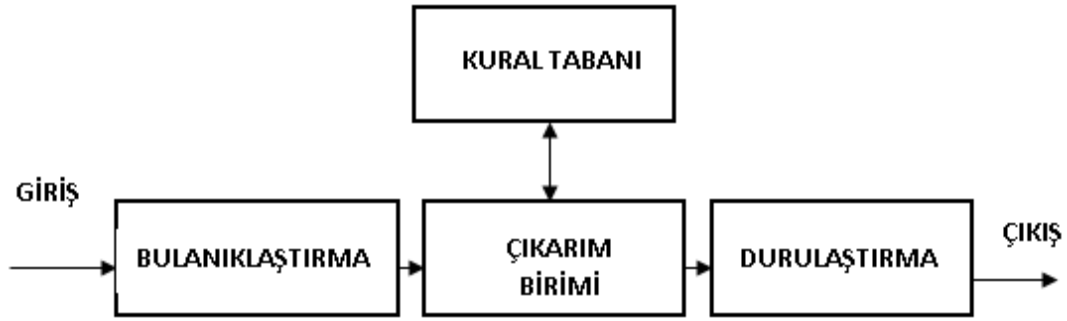 KURAL TABANI
GİRİŞ
BULANIKLAŞTIRMA
ÇIKARIM
BİRİMİ
DURULAŞTIRMA
ÇIKIŞ